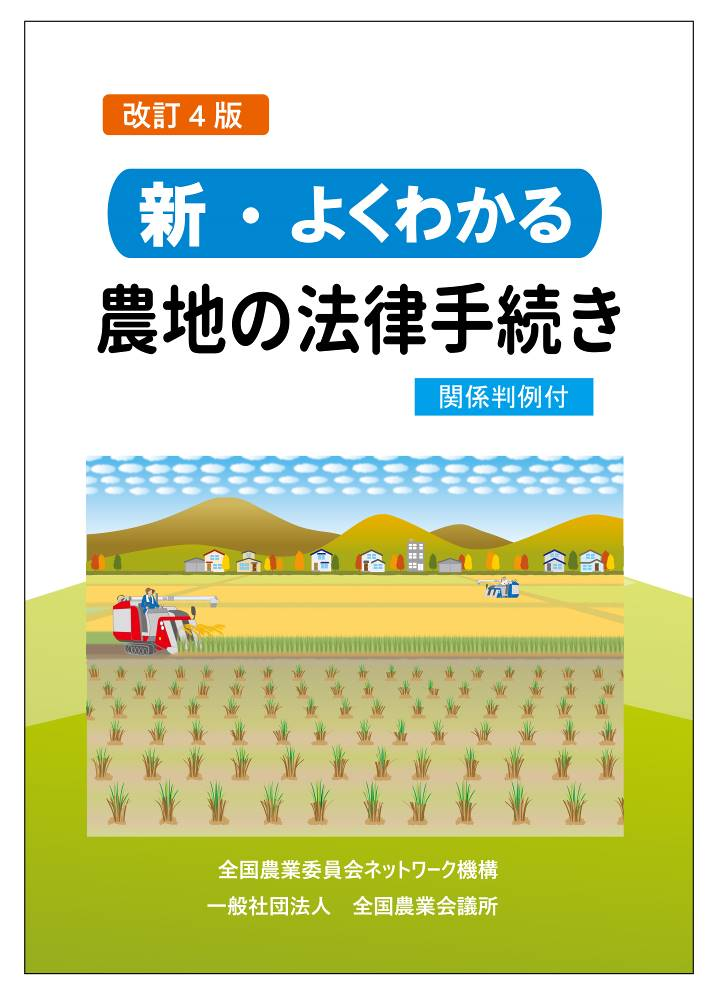 改訂4版
新・よくわかる
農地の法律手続き
関係判例付
全国農業委員会ネットワーク機構
一般社団法人　全国農業会議所